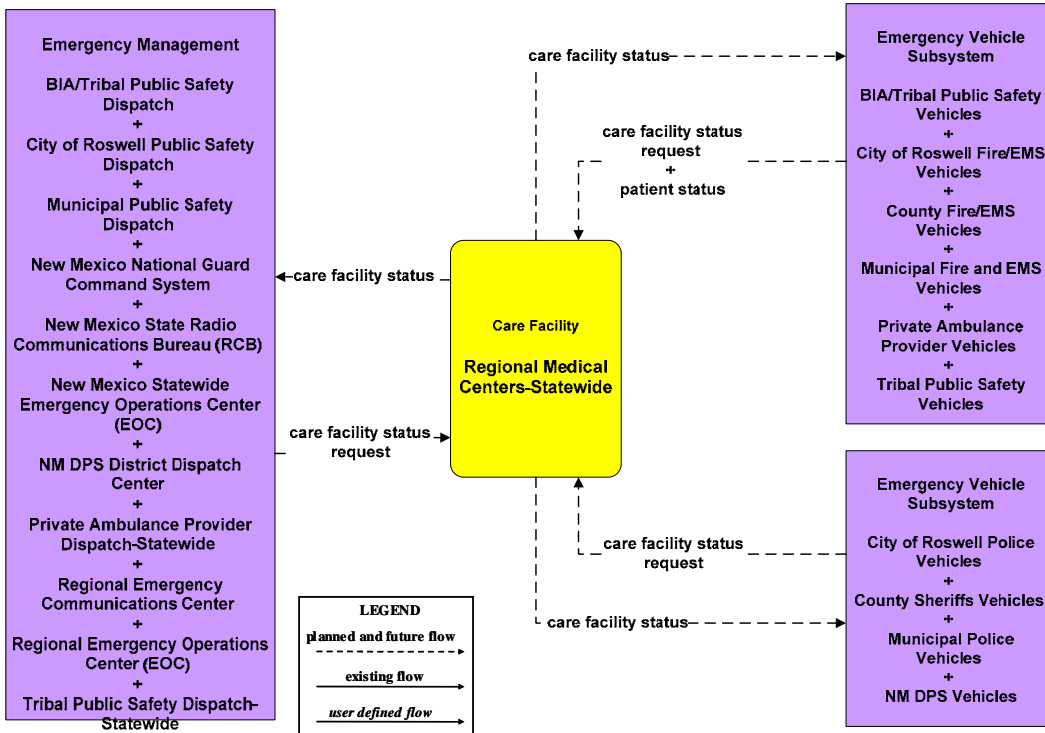 Emergency Management
BIA/Tribal Public Safety
Dispatch
+
City of Roswell Public Safety
Dispatch
+
Municipal Public Safety
Dispatch
+
New Mexico National Guard
Command System
+
New Mexico State Radio
Communications Bureau (RCB)
+
New Mexico Statewide
Emergency Operations Center
(EOC)
+
NM DPS District Dispatch
Center
+
Private Ambulance Provider
Dispatch-Statewide
+
Regional Emergency
Communications Center
+
Regional Emergency Operations
Center (EOC)
+
Tribal Public Safety Dispatch-
Statewide
care facility status
care facility status
request
+
patient status
care facility status
care facility status
request
Care Facility
Regional Medical
Centers-Statewide
care facility status
request
care facility status
Emergency Vehicle
Subsystem
BIA/Tribal Public Safety
Vehicles
+
City of Roswell Fire/EMS
Vehicles
+
County Fire/EMS
Vehicles
+
Municipal Fire and EMS
Vehicles
+
Private Ambulance
Provider Vehicles
+
Tribal Public Safety
Vehicles
Emergency Vehicle
Subsystem
City of Roswell Police
Vehicles
+
County Sheriffs Vehicles
+
Municipal Police
Vehicles
+
NM DPS Vehicles
LEGEND
planned and future flow
existing flow
user defined flow